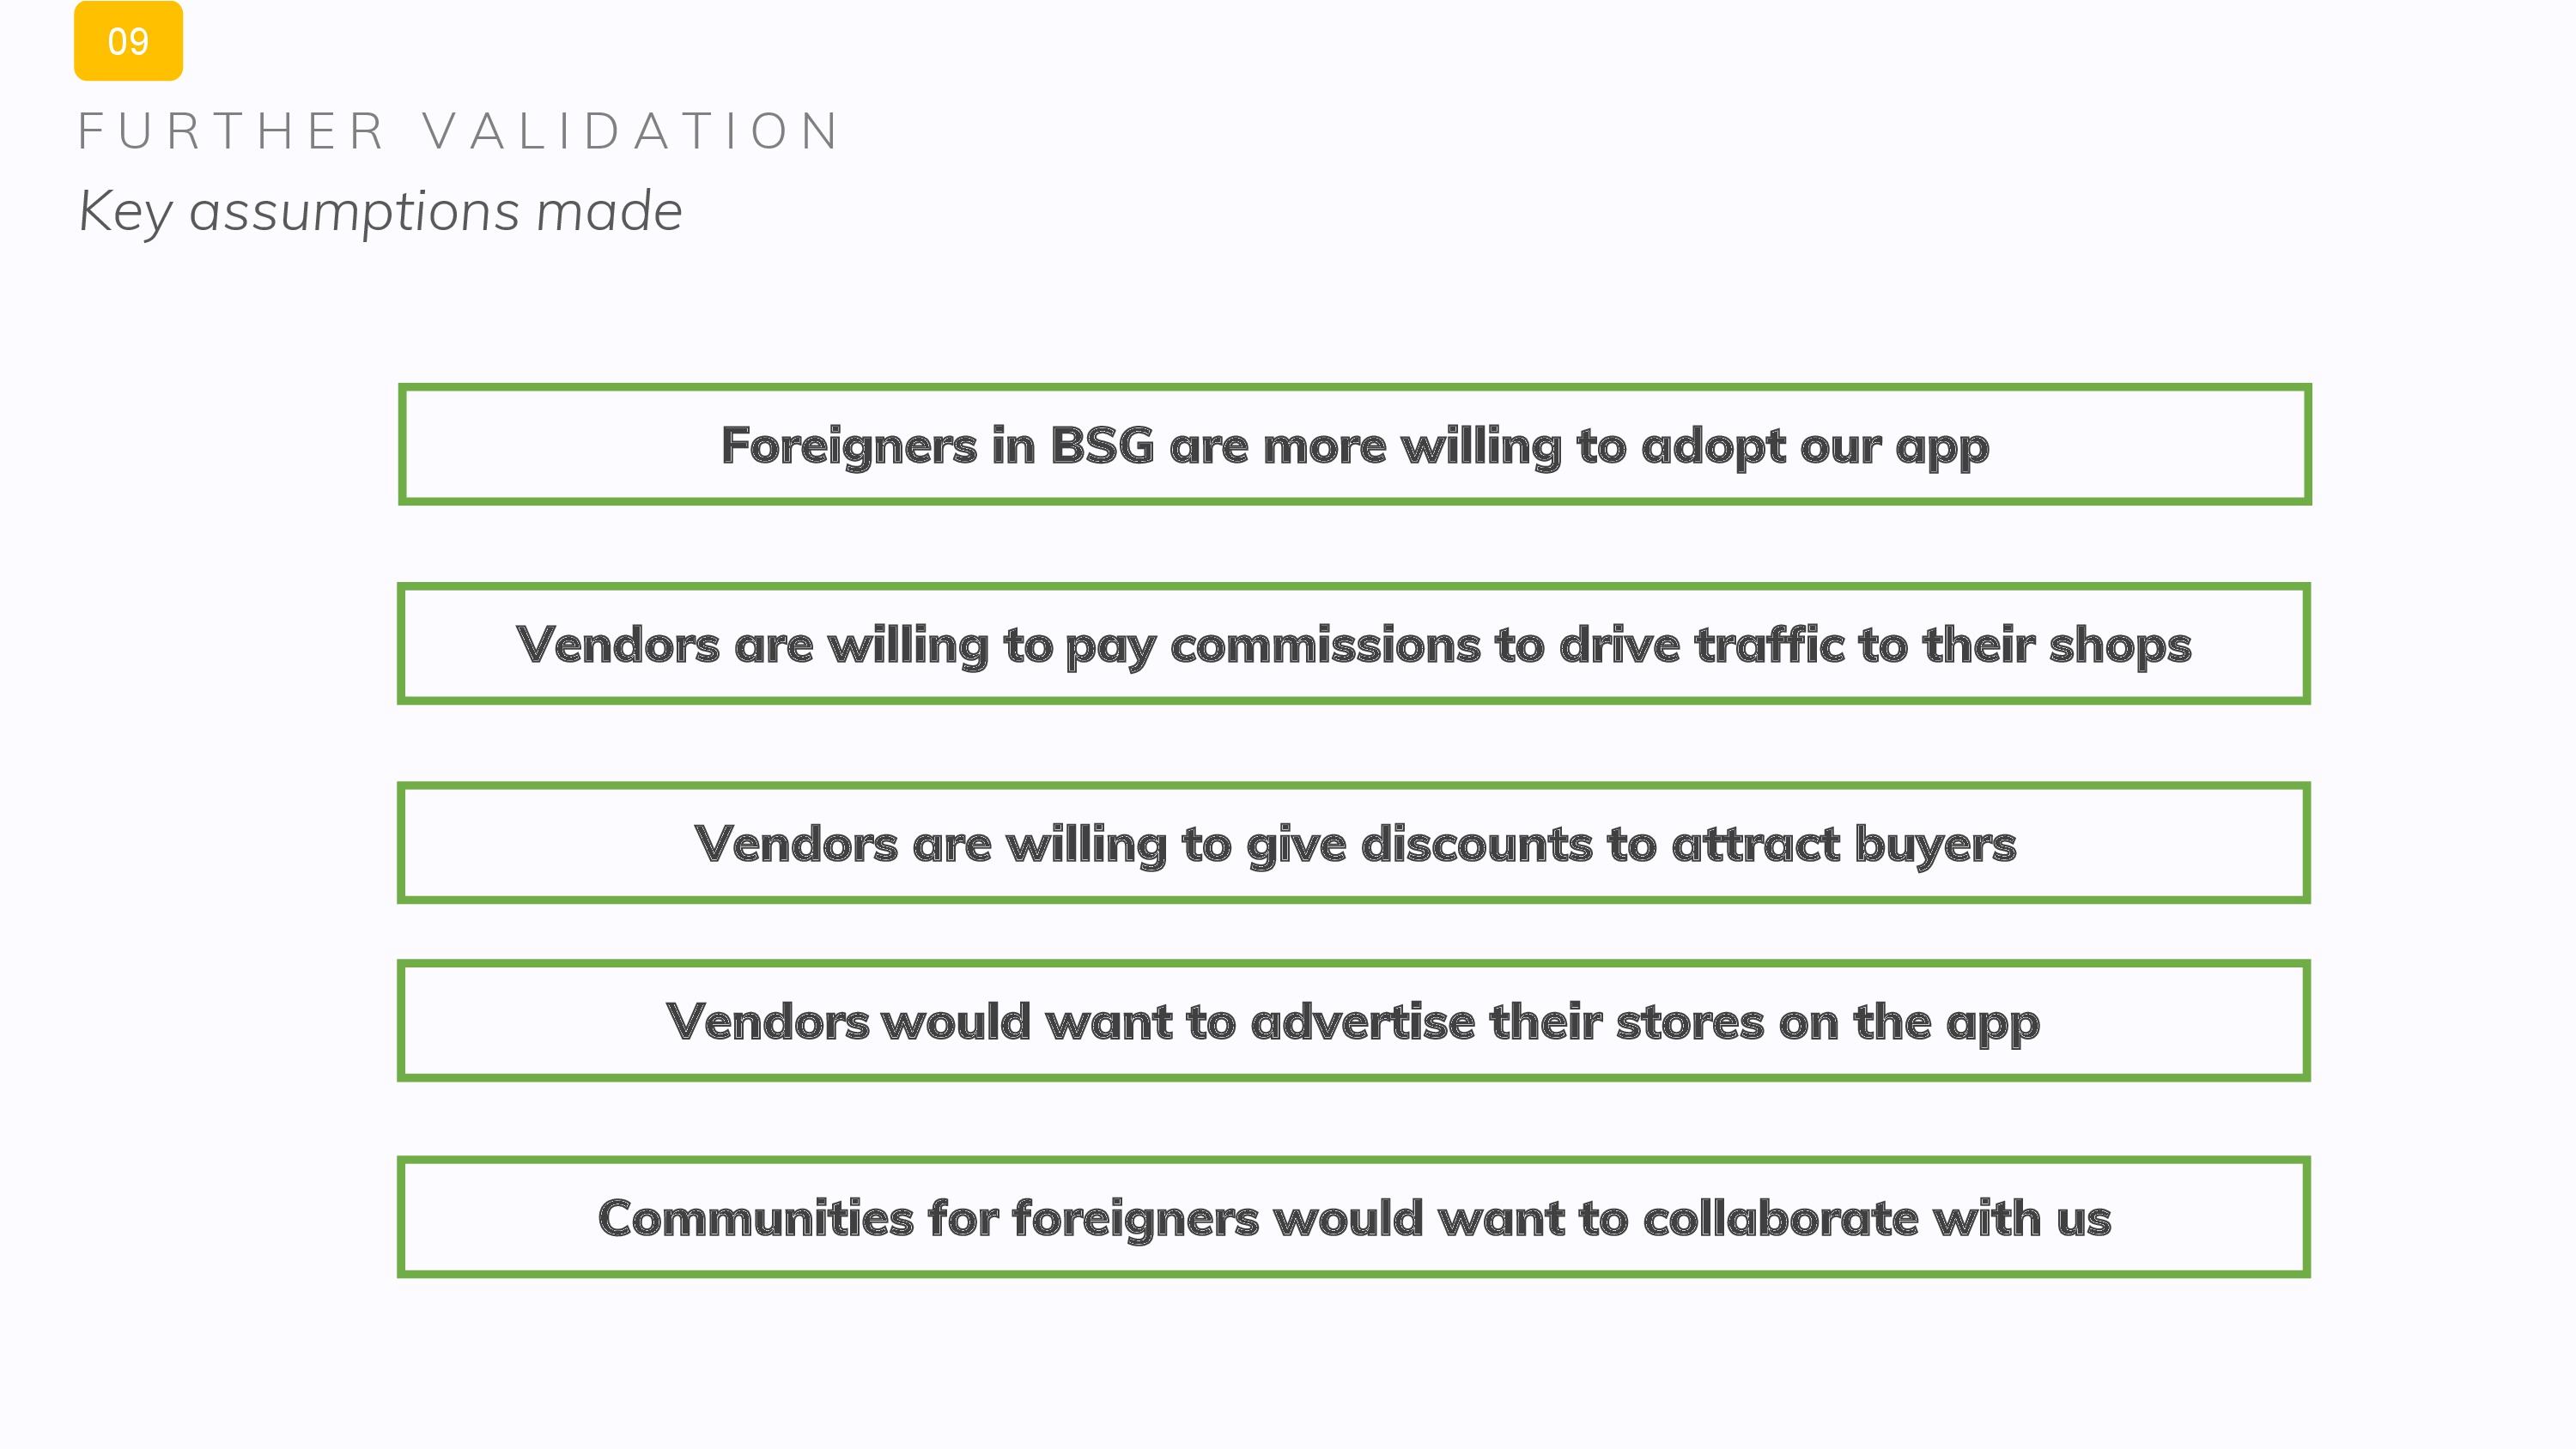 09
FURTHER VALIDATION
Key assumptions made
Foreigners in BSG are more willing to adopt our app
Vendors are willing to pay commissions to drive traffic to their shops
Vendors are willing to give discounts to attract buyers
Vendors would want to advertise their stores on the app
Communities for foreigners would want to collaborate with us